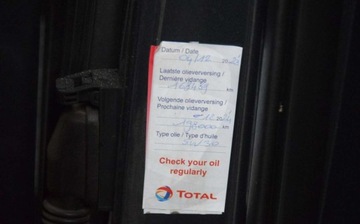 Datum / Date
Laatste olieverversing /
Dernière vidange
km
Volgende olieverversing /
Prochaine vidange
km
Type olie / Type d'huile
5W30
Check your oil
regularly
TOTAL